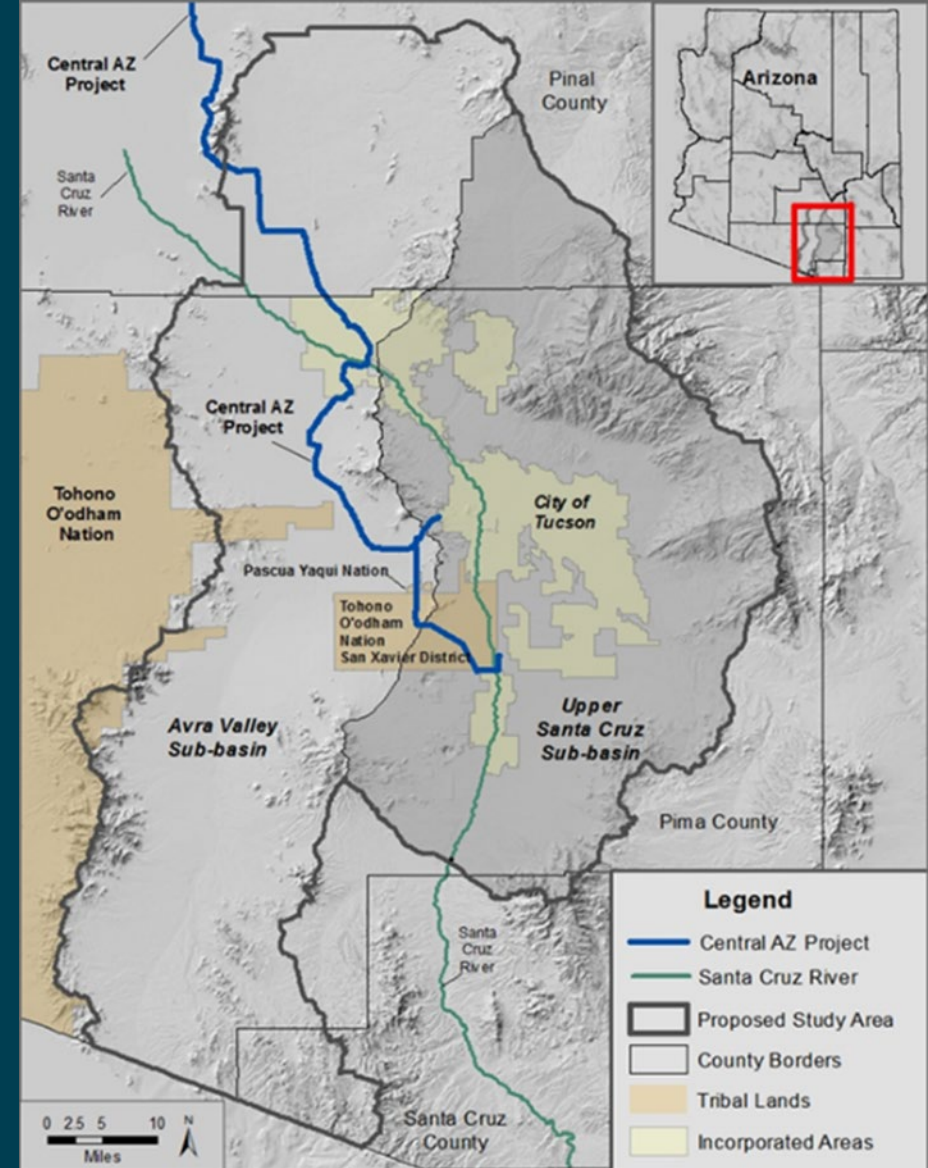 Central AZ
Project
Pinal
County
Arizona
Santa
Cruz
River
Central AZ
Project
Tohono
O'odham
Nation
City of
Tucson
Pascua Yaqui Nation
Tohono
O'odham
Nation
San Xavier District
Avra Valley
Sub-basin
Upper
Santa Cruz
Sub-basin
Pima County
Santa
Cruz
River
Santa Cruz
County
0 2.5 5 10
Miles
N
Legend
Central AZ Project
Santa Cruz River
Proposed Study Area
County Borders
Tribal Lands
Incorporated Areas